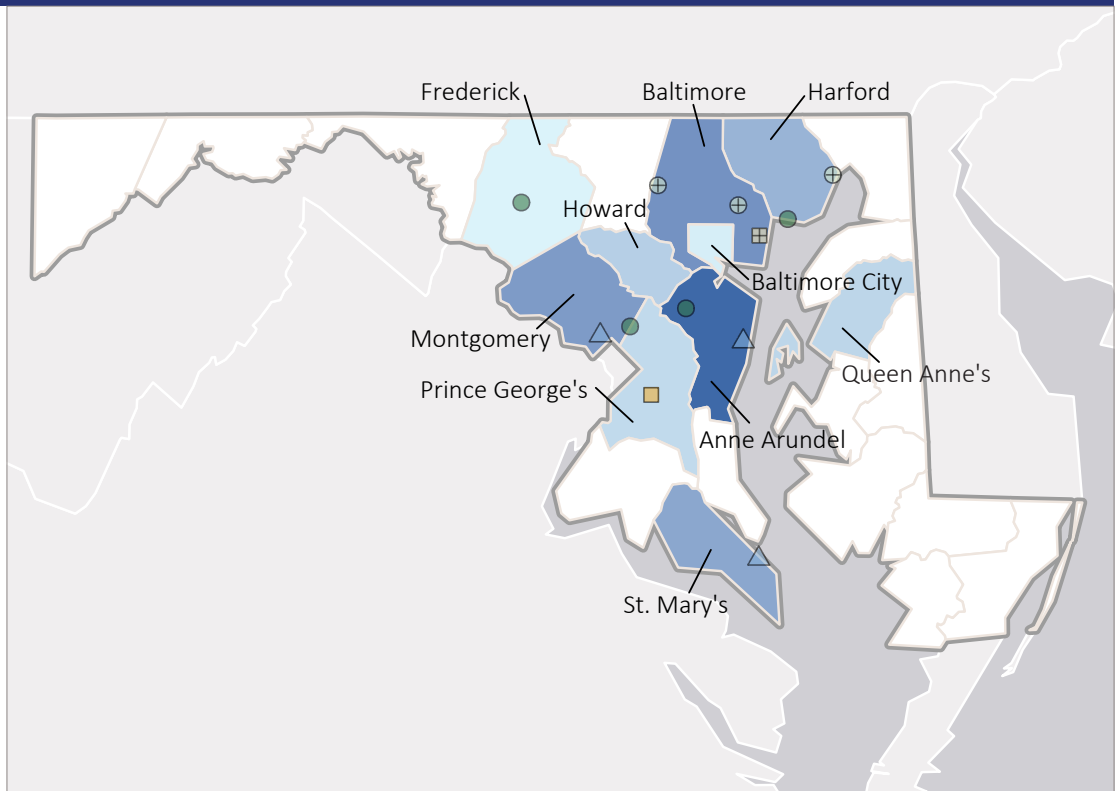 Frederick
Baltimore
Harford
Howard
Baltimore City
Montgomery
Queen Anne's
Prince George's
Anne Arundel
St. Mary's